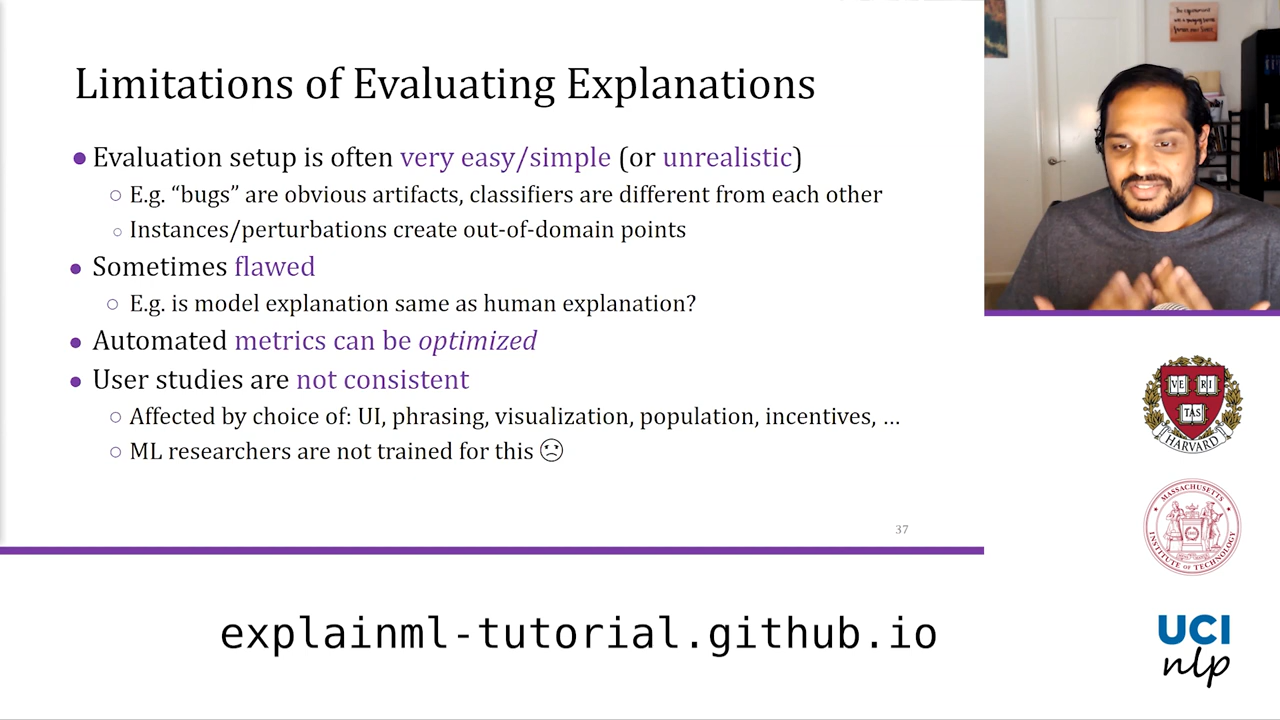 Limitations of Evaluating Explanations
● Evaluation setup is often very easy/simple (or unrealistic)
○ E.g. “bugs” are obvious artifacts, classifiers are different from each other
○ Instances/perturbations create out-of-domain points
● Sometimes flawed
○ E.g. is model explanation same as human explanation?
● Automated metrics can be optimized
● User studies are not consistent
○ Affected by choice of: UI, phrasing, visualization, population, incentives, …
○ ML researchers are not trained for this ☹
37
explainml-tutorial.github.io
VE RI
TAS
HARVARD
MASSACHUSETTS
INSTITUTE OF TECHNOLOGY
UCI
nlp